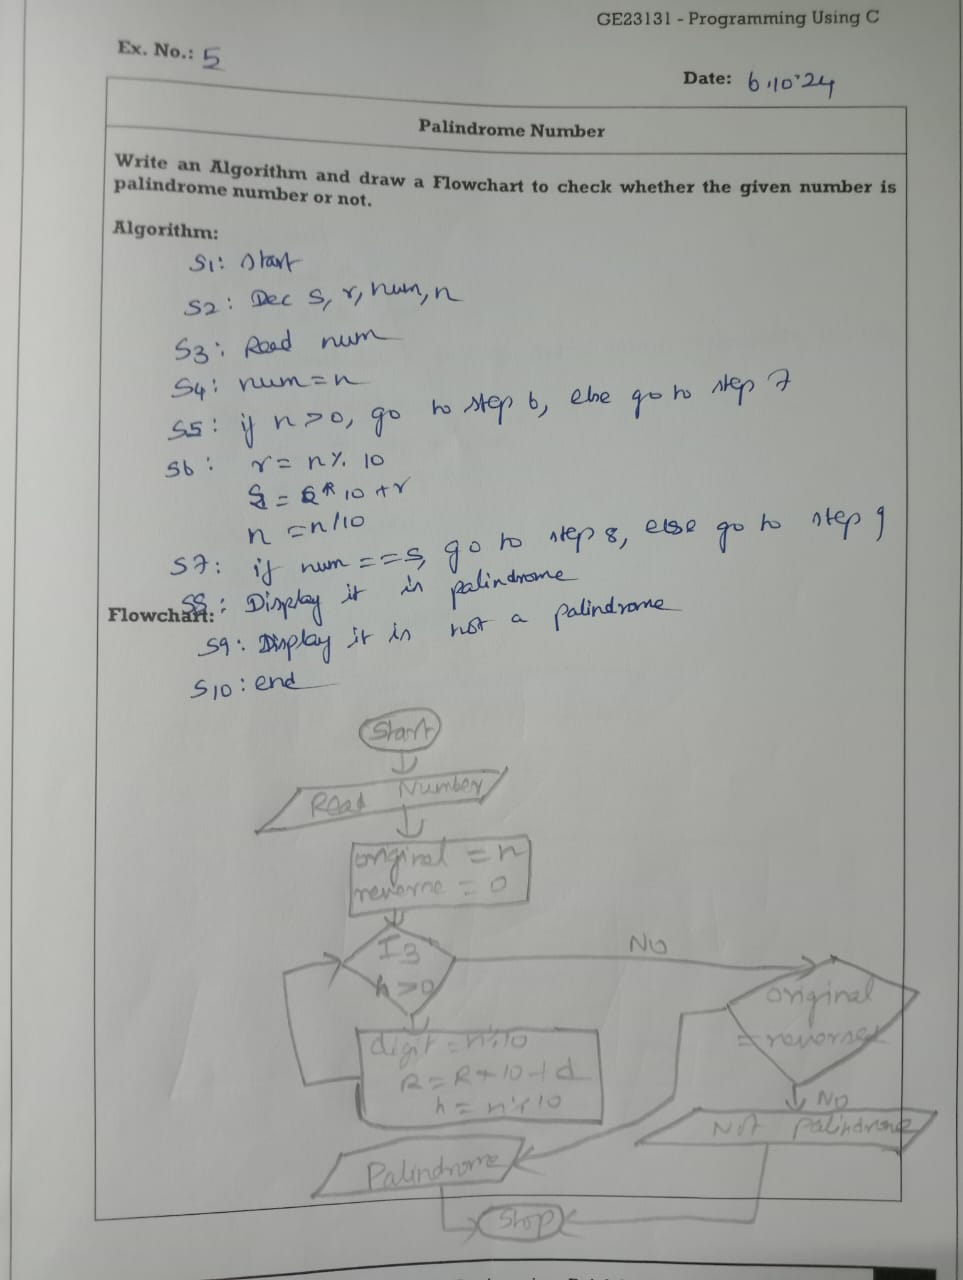 GE23131 - Programming Using C
Ex. No.: 5
Date: 6.10.24
Palindrome Number
Write an Algorithm and draw a Flowchart to check whether the given number is
palindrome number or not.
Algorithm:
S1: Start
S2: Dec s, r, num, n
S3: Read num
S4: num=n
S5: if n>0, go to step 6, else go to step 7
S6: r = n% 10
S = S*10 +r
n =n/10
S7: if num ==s, go to step 8, else go to step 9
S8: Display it is palindrome
Flowchart:
S9: Display it is not a palindrome
S10: end
Start
Read Number
original = n
reverse = 0
No
n>0
original
= reversed
digit = n%10
R=R*10+d
n = n%10
No
Not Palindrome
Palindrome
Stop